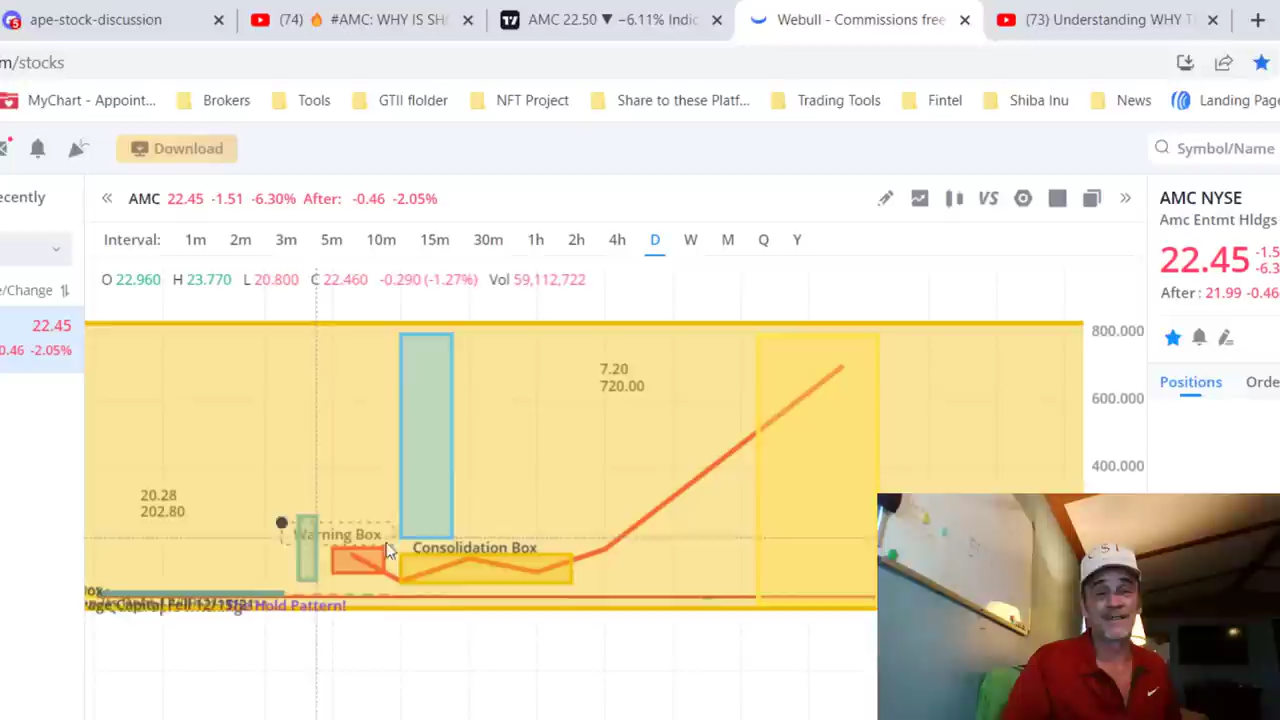 ape-stock-discussion
(74) 🔥 #AMC: WHY IS SH
AMC 22.50 ▼ −6.11% Indic
Webull - Commissions free
(73) Understanding WHY T
m/stocks
MyChart - Appoint...
Brokers
Tools
GTII flolder
NFT Project
Share to these Platf...
Trading Tools
Fintel
Shiba Inu
News
Landing Page
Download
Symbol/Name
ecently
AMC 22.45 -1.51 -6.30% After: -0.46 -2.05%
VS
AMC NYSE
Amc Entmt Hldgs
Interval: 1m 2m 3m 5m 10m 15m 30m 1h 2h 4h D W M Q Y
22.45 -1.5
-6.3
After : 21.99 -0.46
O 22.960 H 23.770 L 20.800 C 22.460 -0.290 (-1.27%) Vol 59,112,722
e/Change
22.45
0.46 -2.05%
800.000
600.000
400.000
7.20
720.00
20.28
202.80
Warning Box
Consolidation Box
Hold Pattern!
Positions Orde